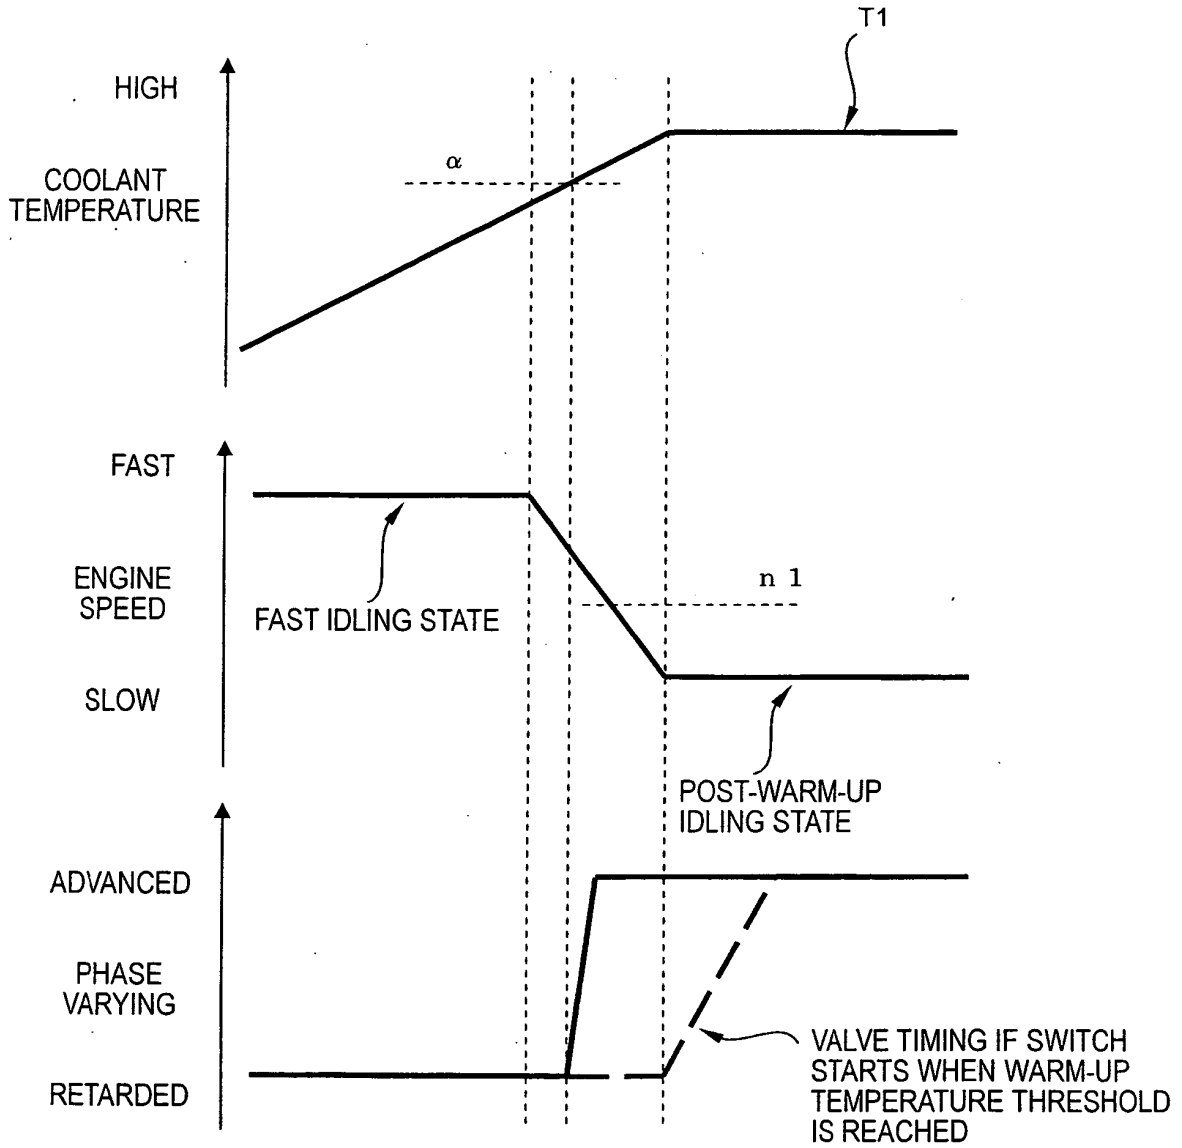 T1
HIGH
α
COOLANT
TEMPERATURE
FAST
ENGINE
SPEED
n 1
FAST IDLING STATE
SLOW
POST-WARM-UP
IDLING STATE
ADVANCED
PHASE
VARYING
VALVE TIMING IF SWITCH
STARTS WHEN WARM-UP
TEMPERATURE THRESHOLD
IS REACHED
RETARDED